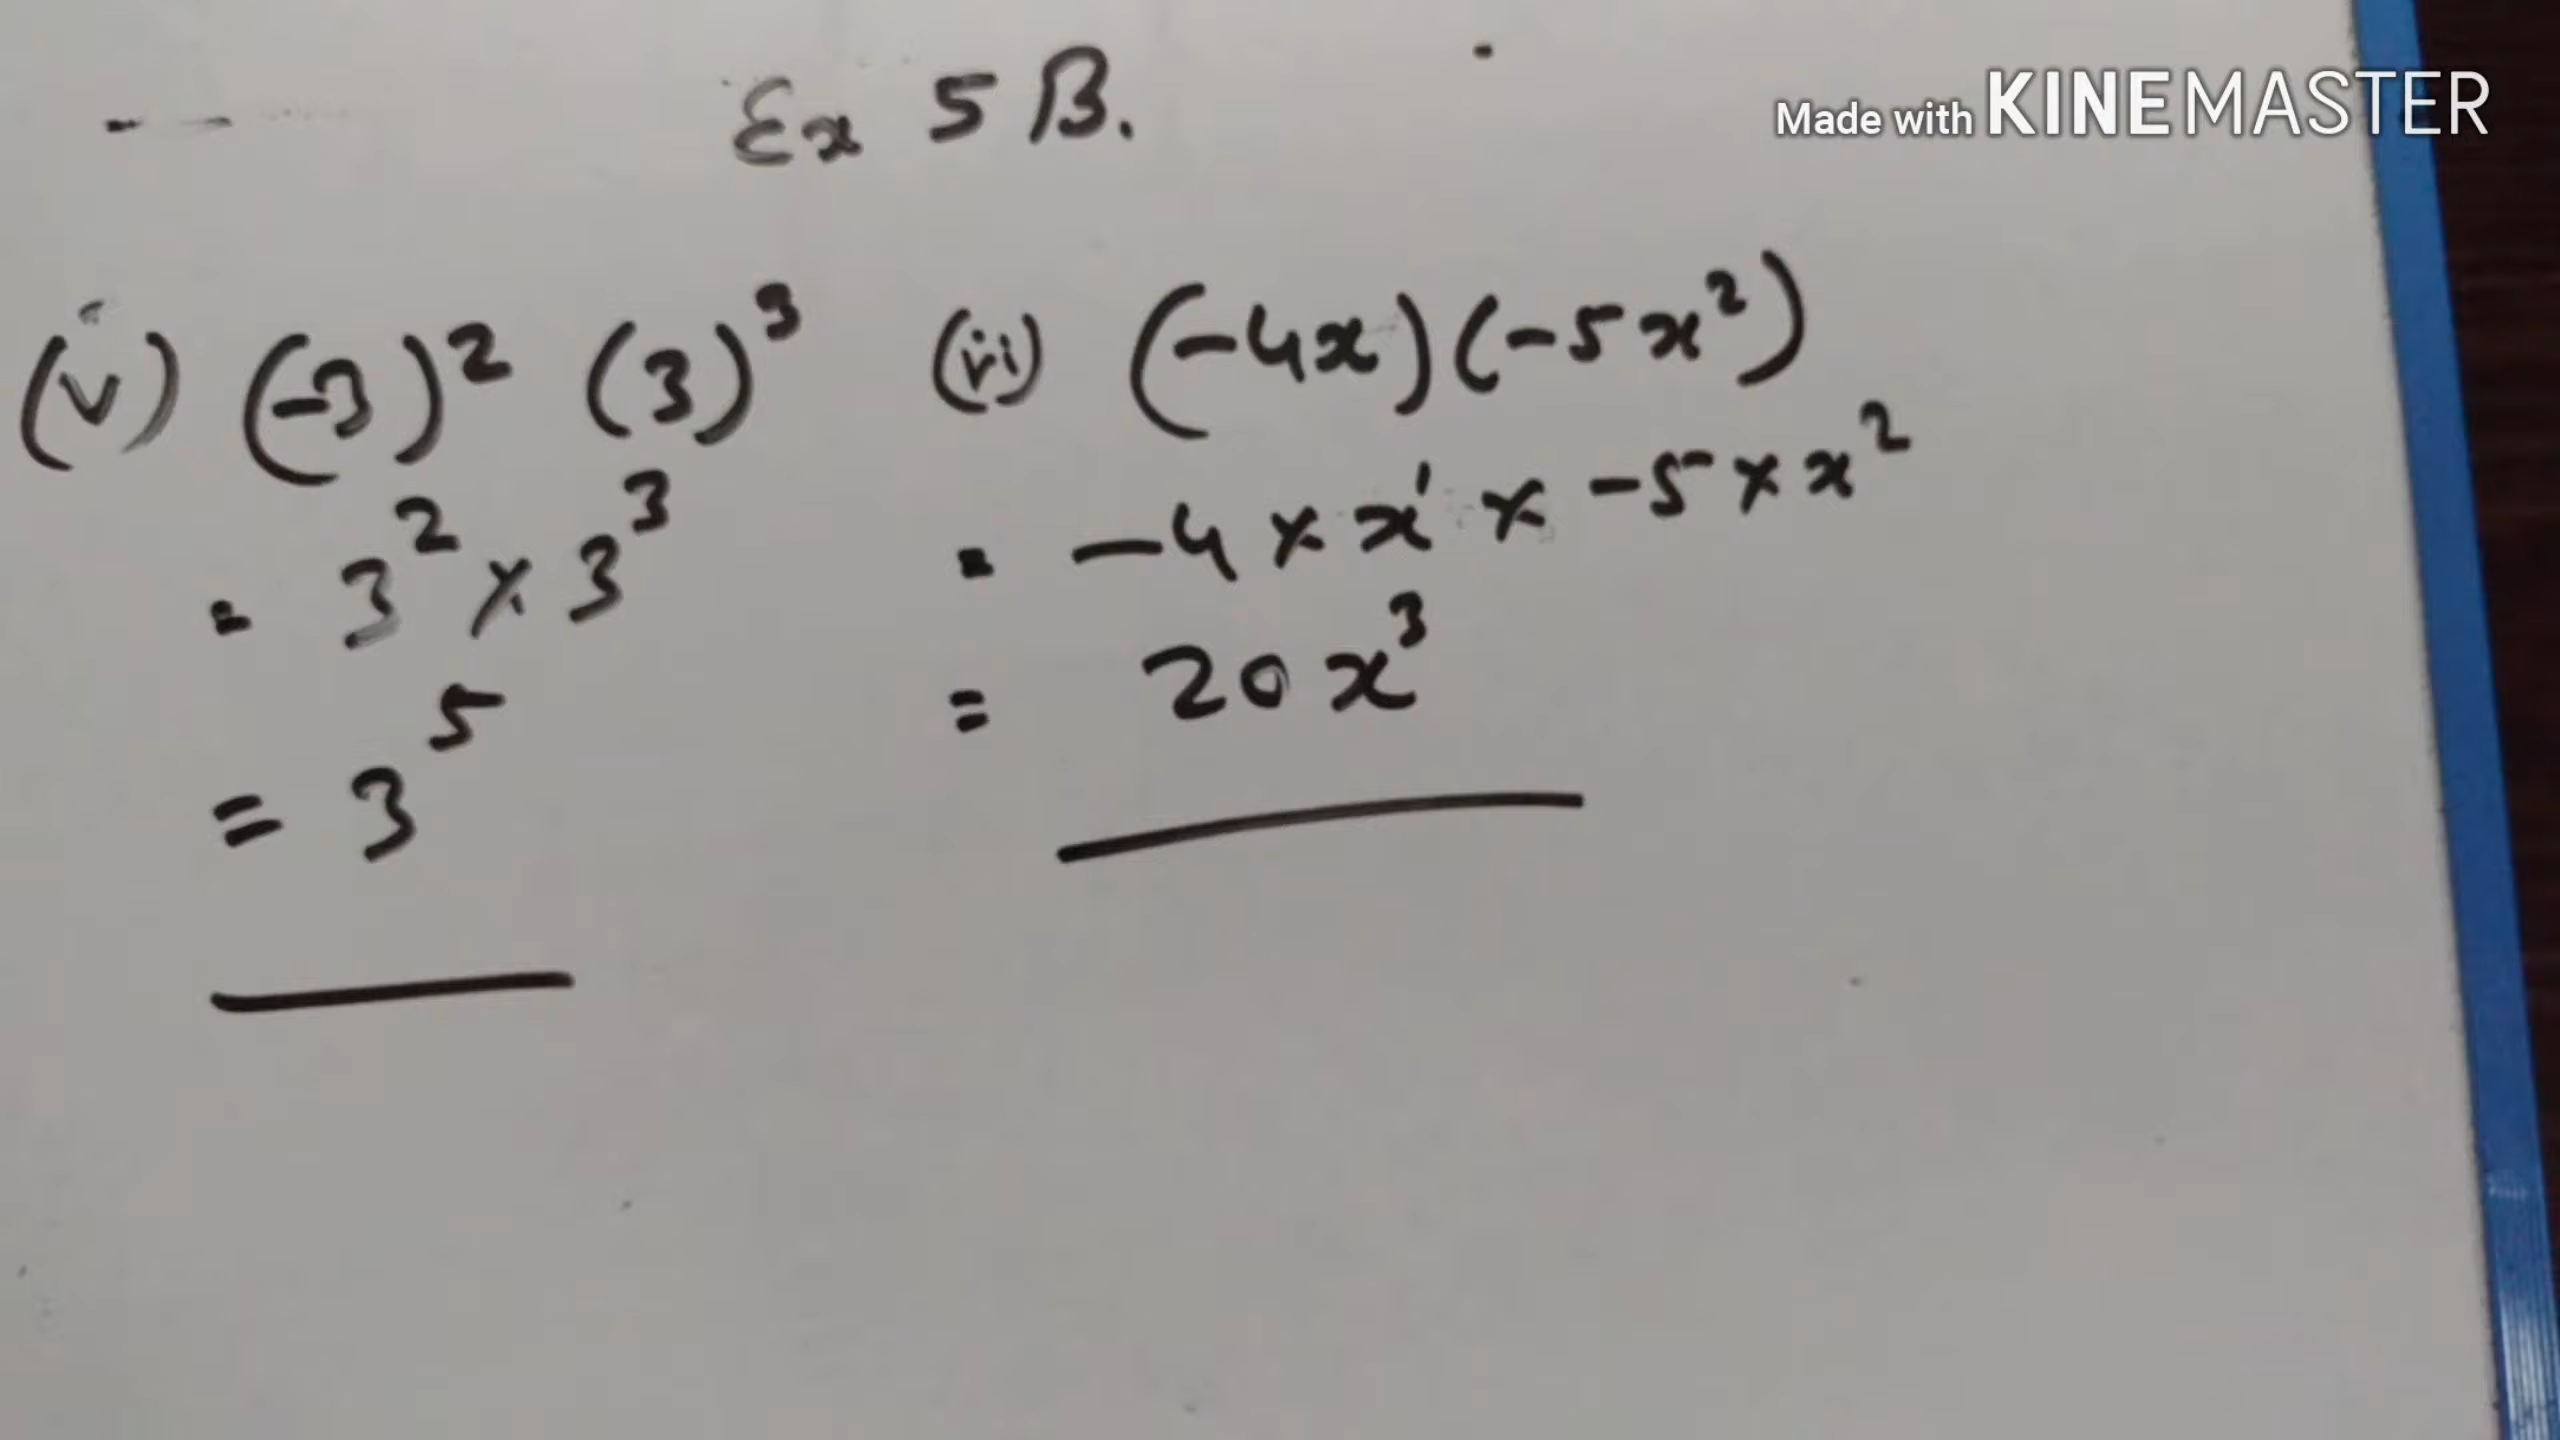 Ex 5 B.
Made with KINEMASTER
(v) (-3)² (3)³
= 3² × 3³
= 3⁵
(vi) (-4x)(-5x²)
= -4 × x¹ × -5 × x²
= 20x³